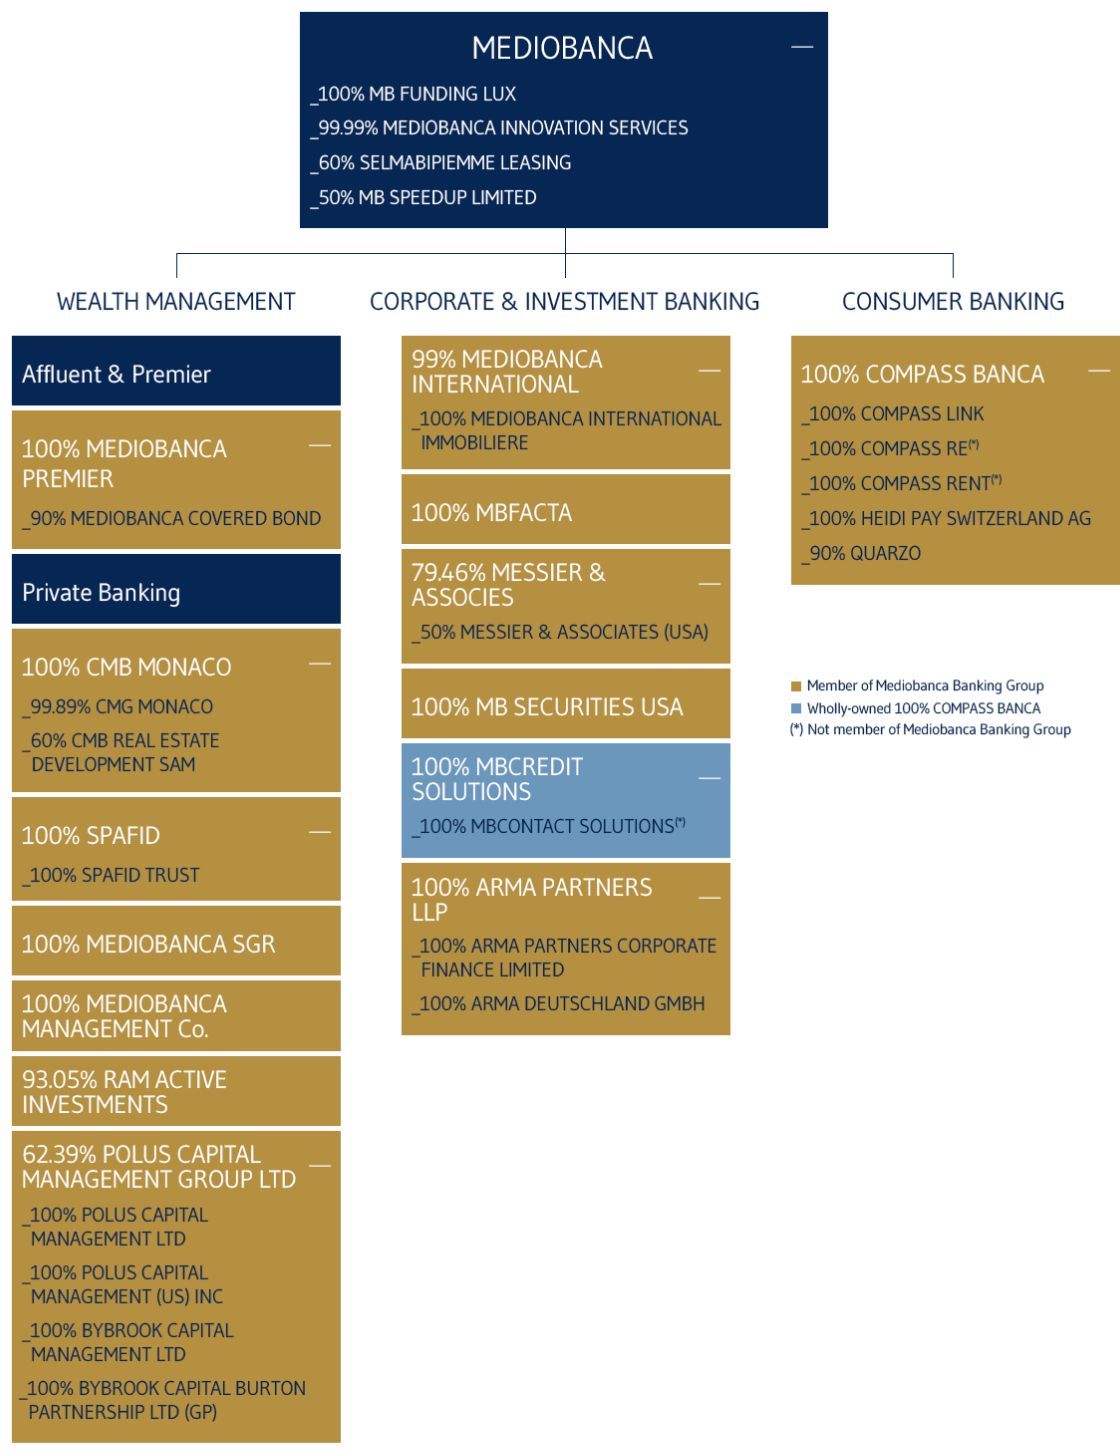 MEDIOBANCA
_100% MB FUNDING LUX
_99.99% MEDIOBANCA INNOVATION SERVICES
_60% SELMABIPIEMME LEASING
_50% MB SPEEDUP LIMITED
WEALTH MANAGEMENT
Affluent & Premier
100% MEDIOBANCA
PREMIER
_90% MEDIOBANCA COVERED BOND
Private Banking
100% CMB MONACO
_99.89% CMG MONACO
_60% CMB REAL ESTATE
DEVELOPMENT SAM
100% SPAFID
_100% SPAFID TRUST
100% MEDIOBANCA SGR
100% MEDIOBANCA
MANAGEMENT Co.
93.05% RAM ACTIVE
INVESTMENTS
62.39% POLUS CAPITAL
MANAGEMENT GROUP LTD
_100% POLUS CAPITAL
MANAGEMENT LTD
_100% POLUS CAPITAL
MANAGEMENT (US) INC
_100% BYBROOK CAPITAL
MANAGEMENT LTD
_100% BYBROOK CAPITAL BURTON
PARTNERSHIP LTD (GP)
CORPORATE & INVESTMENT BANKING
99% MEDIOBANCA
INTERNATIONAL
_100% MEDIOBANCA INTERNATIONAL
IMMOBILIERE
100% MBFACTA
79.46% MESSIER &
ASSOCIES
_50% MESSIER & ASSOCIATES (USA)
100% MB SECURITIES USA
100% MBCREDIT
SOLUTIONS
_100% MBCONTACT SOLUTIONS(*)
100% ARMA PARTNERS
LLP
_100% ARMA PARTNERS CORPORATE
FINANCE LIMITED
_100% ARMA DEUTSCHLAND GMBH
CONSUMER BANKING
100% COMPASS BANCA
_100% COMPASS LINK
_100% COMPASS RE(*)
_100% COMPASS RENT(*)
_100% HEIDI PAY SWITZERLAND AG
_90% QUARZO
Member of Mediobanca Banking Group
Wholly-owned 100% COMPASS BANCA
(*) Not member of Mediobanca Banking Group